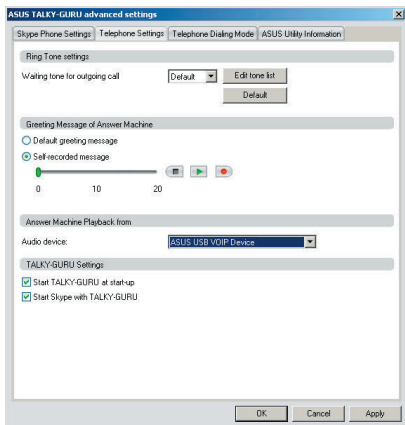 ASUS TALKY-GURU advanced settings
Skype Phone Settings Telephone Settings Telephone Dialing Mode ASUS Utility Information
Ring Tone settings
Waiting tone for outgoing call Default Edit tone list
Default
Greeting Message of Answer Machine
Default greeting message
Self-recorded message
0 10 20
Answer Machine Playback from
Audio device: ASUS USB VOIP Device
TALKY-GURU Settings
Start TALKY-GURU at start-up
Start Skype with TALKY-GURU
OK Cancel Apply